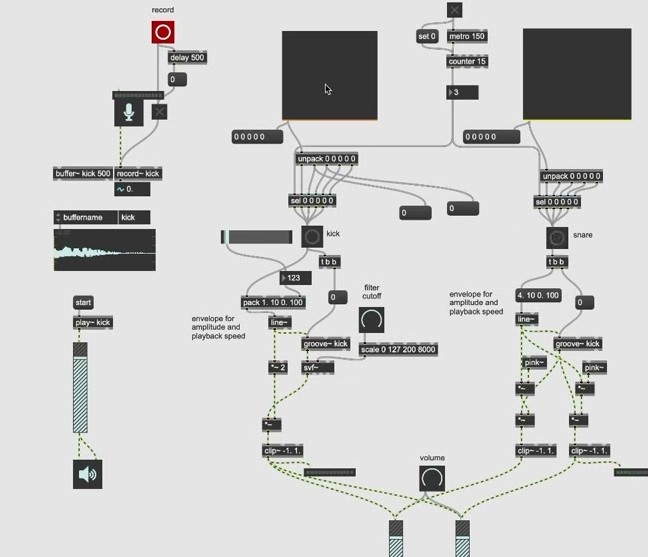 record
delay 500
0
buffer~ kick 500
record~ kick
0.
buffername
kick
start
play~ kick
set 0
metro 150
counter 15
3
0 0 0 0 0
unpack 0 0 0 0 0
sel 0 0 0 0 0
0
0
kick
t b b
123
pack 1. 10 0. 100
0
filter
cutoff
envelope for
amplitude and
playback speed
line~
groove~ kick
scale 0 127 200 8000
*~ 2
svf~
*~
clip~ -1. 1.
volume
0 0 0 0 0
unpack 0 0 0 0 0
sel 0 0 0 0 0
snare
t b b
envelope for
amplitude and
playback speed
4. 10 0. 100
0
line~
groove~ kick
pink~
pink~
*~
*~
*~
*~
clip~ -1. 1.
clip~ -1. 1.